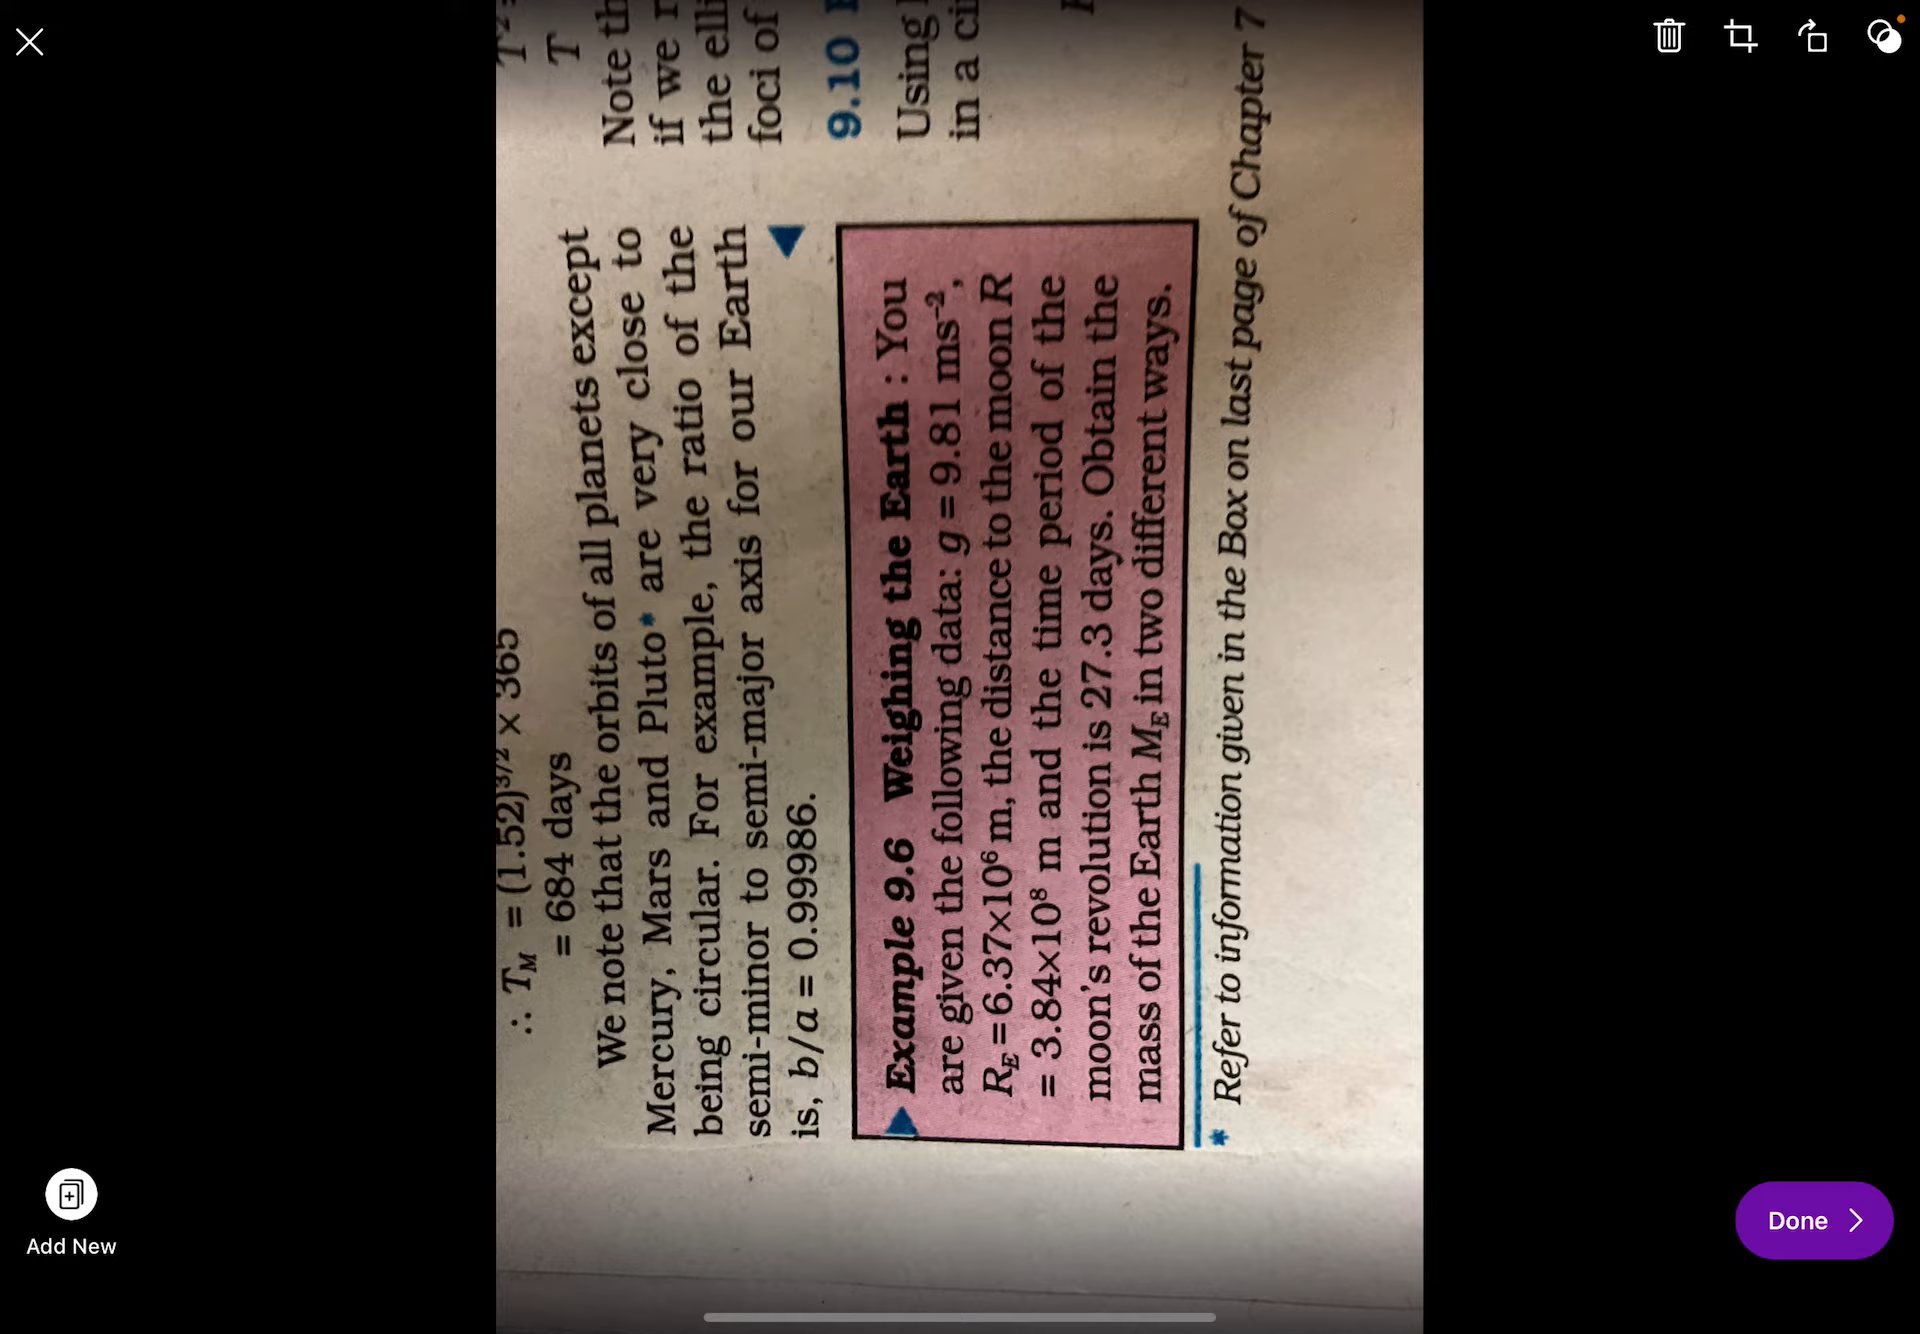 ∴ T_M = (1.52)^3/2 × 365
= 684 days
We note that the orbits of all planets except
Mercury, Mars and Pluto* are very close to
being circular. For example, the ratio of the
semi-minor to semi-major axis for our Earth
is, b/a = 0.99986.
Example 9.6 Weighing the Earth : You
are given the following data: g = 9.81 ms⁻²,
R_E = 6.37×10⁶ m, the distance to the moon R
= 3.84×10⁸ m and the time period of the
moon's revolution is 27.3 days. Obtain the
mass of the Earth M_E in two different ways.
* Refer to information given in the Box on last page of Chapter 7
T²
T
Note th
if we r
the elli
foci of
9.10
Using
in a ci
Add New
Done